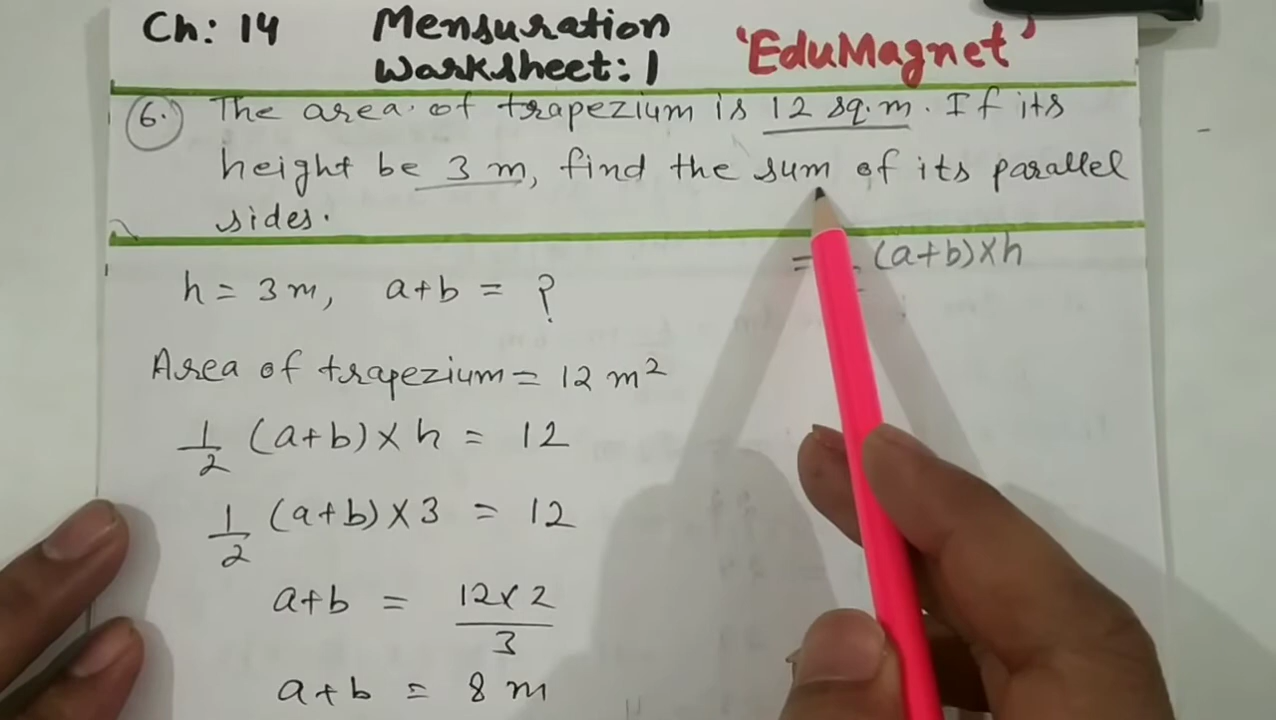 Ch: 14 Mensuration 'EduMagnet'
Worksheet: 1
6. The area of trapezium is 12 sq.m. If its
height be 3 m, find the sum of its parallel
sides.
= (a+b)×h
h = 3 m, a+b = ?
Area of trapezium = 12 m²
1/2 (a+b)×h = 12
1/2 (a+b)×3 = 12
a+b = 12×2/3
a+b = 8 m